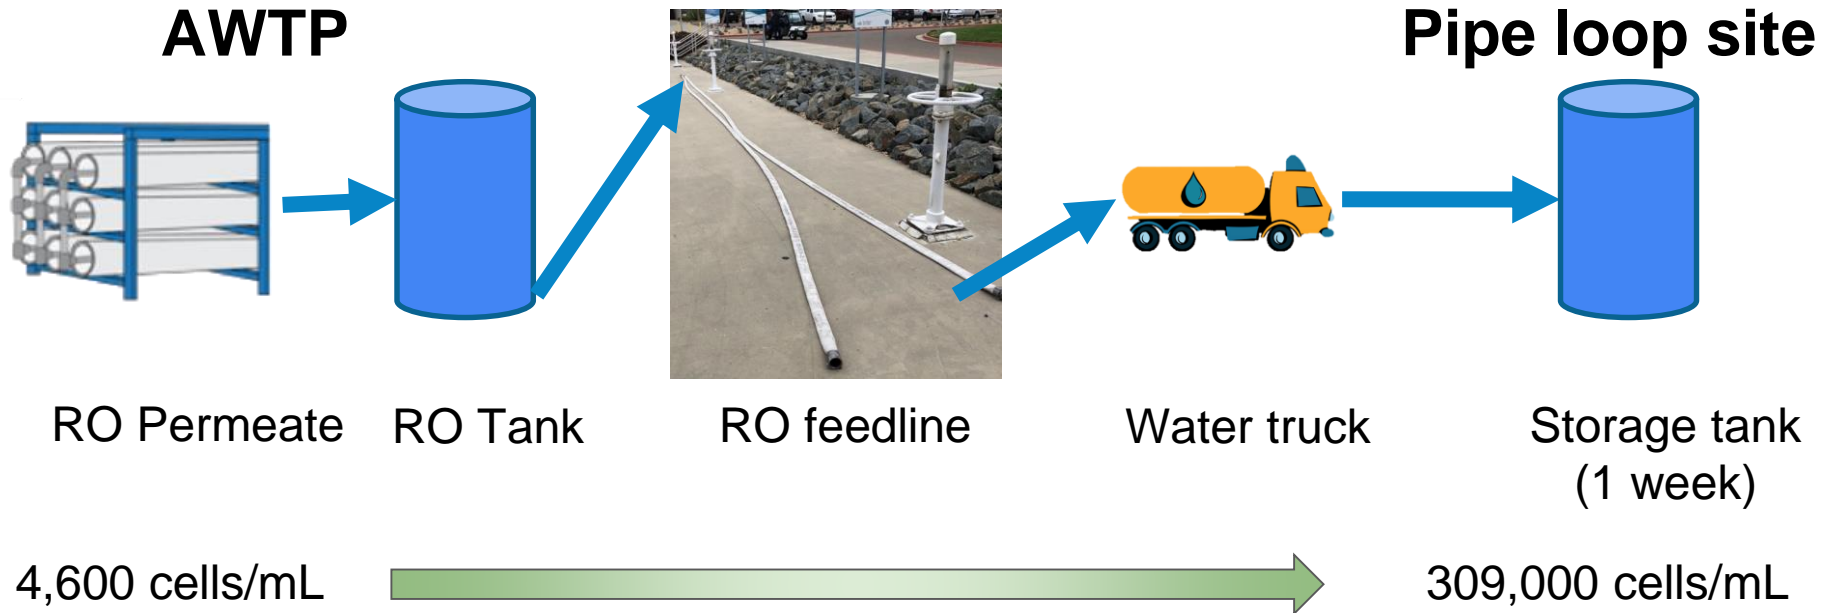 AWTP
Pipe loop site
RO Permeate
RO Tank
RO feedline
Water truck
Storage tank
(1 week)
4,600 cells/mL
309,000 cells/mL